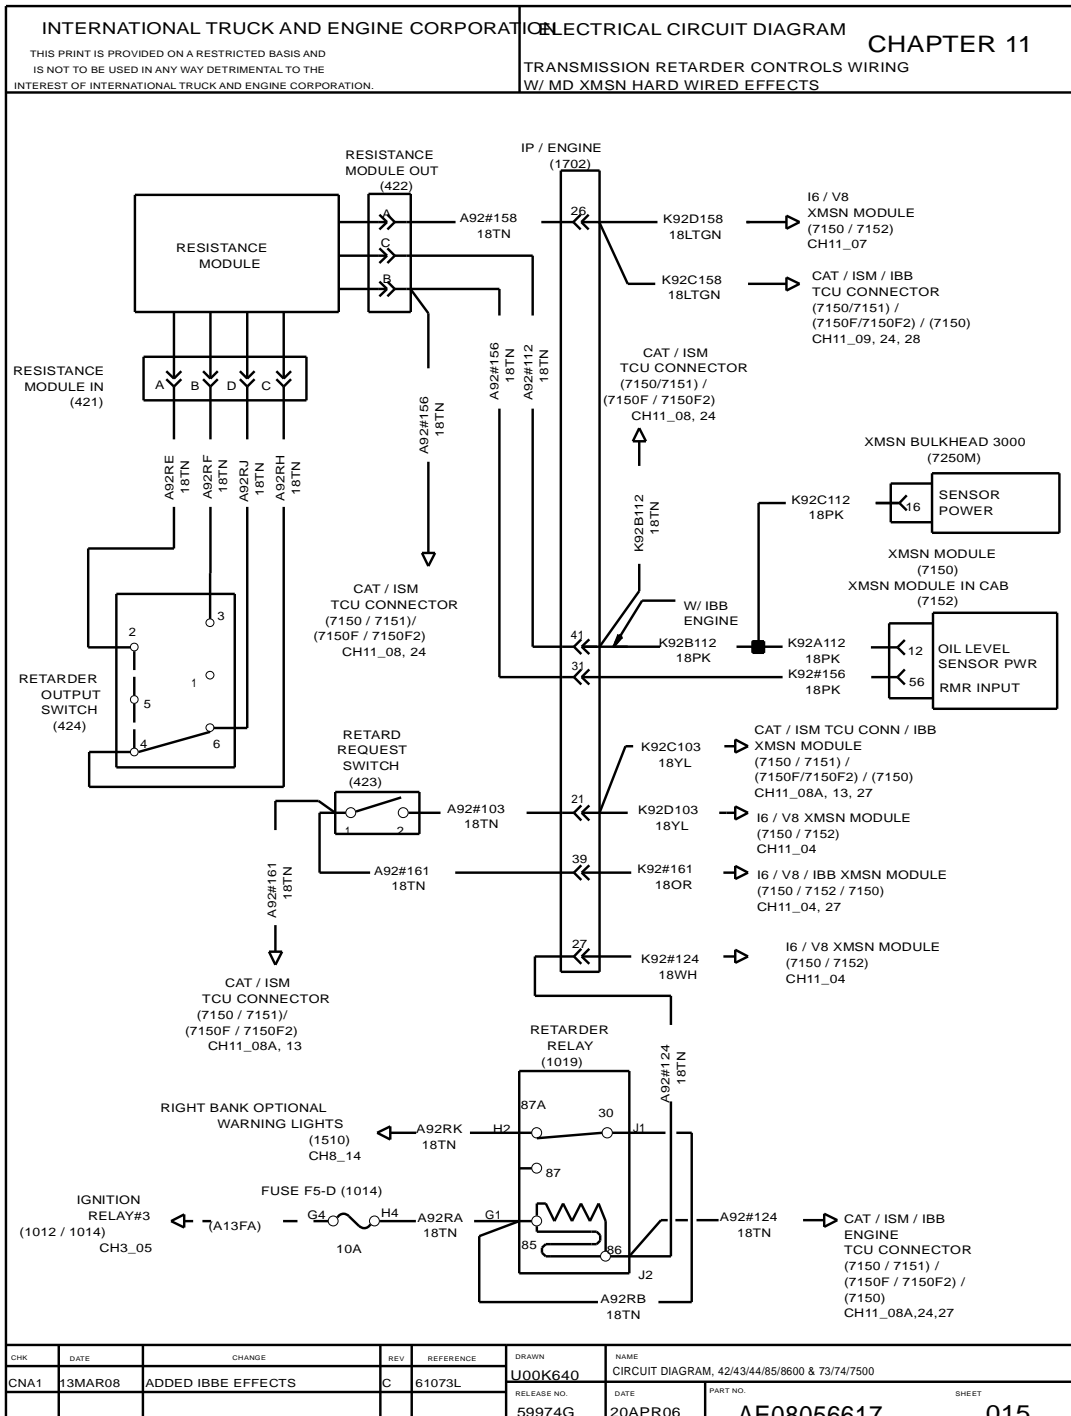 INTERNATIONAL TRUCK AND ENGINE CORPORATION
THIS PRINT IS PROVIDED ON A RESTRICTED BASIS AND
IS NOT TO BE USED IN ANY WAY DETRIMENTAL TO THE
INTEREST OF INTERNATIONAL TRUCK AND ENGINE CORPORATION.
ELECTRICAL CIRCUIT DIAGRAM
CHAPTER 11
TRANSMISSION RETARDER CONTROLS WIRING
W/ MD XMSN HARD WIRED EFFECTS
RESISTANCE
MODULE OUT
(422)
IP / ENGINE
(1702)
RESISTANCE
MODULE
A
C
B
A92#158
18TN
26
K92D158
18LTGN
I6 / V8
XMSN MODULE
(7150 / 7152)
CH11_07
K92C158
18LTGN
CAT / ISM / IBB
TCU CONNECTOR
(7150/7151) /
(7150F/7150F2) / (7150)
CH11_09, 24, 28
RESISTANCE
MODULE IN
(421)
A
B
D
C
A92#156
18TN
A92#156
18TN
A92#112
18TN
CAT / ISM
TCU CONNECTOR
(7150/7151) /
(7150F / 7150F2)
CH11_08, 24
A92RE
18TN
A92RF
18TN
A92RJ
18TN
A92RH
18TN
K92B112
18TN
XMSN BULKHEAD 3000
(7250M)
K92C112
18PK
16
SENSOR
POWER
CAT / ISM
TCU CONNECTOR
(7150 / 7151)/
(7150F / 7150F2)
CH11_08, 24
W/ IBB
ENGINE
XMSN MODULE
(7150)
XMSN MODULE IN CAB
(7152)
41
K92B112
18PK
K92A112
18PK
12
OIL LEVEL
SENSOR PWR
31
K92#156
18PK
56
RMR INPUT
RETARDER
OUTPUT
SWITCH
(424)
2
3
1
5
4
6
RETARD
REQUEST
SWITCH
(423)
1
2
A92#103
18TN
21
K92C103
18YL
CAT / ISM TCU CONN / IBB
XMSN MODULE
(7150 / 7151) /
(7150F/7150F2) / (7150)
CH11_08A, 13, 27
K92D103
18YL
I6 / V8 XMSN MODULE
(7150 / 7152)
CH11_04
A92#161
18TN
A92#161
18TN
39
K92#161
18OR
I6 / V8 / IBB XMSN MODULE
(7150 / 7152 / 7150)
CH11_04, 27
27
K92#124
18WH
I6 / V8 XMSN MODULE
(7150 / 7152)
CH11_04
CAT / ISM
TCU CONNECTOR
(7150 / 7151)/
(7150F / 7150F2)
CH11_08A, 13
RETARDER
RELAY
(1019)
A92#124
18TN
RIGHT BANK OPTIONAL
WARNING LIGHTS
(1510)
CH8_14
A92RK
18TN
H2
87A
30
J1
87
IGNITION
RELAY#3
(1012 / 1014)
CH3_05
(A13FA)
FUSE F5-D (1014)
G4
H4
10A
A92RA
18TN
G1
85
86
J2
A92RB
18TN
A92#124
18TN
CAT / ISM / IBB
ENGINE
TCU CONNECTOR
(7150 / 7151) /
(7150F / 7150F2) /
(7150)
CH11_08A,24,27
CHK DATE CHANGE REV REFERENCE
CNA1 13MAR08 ADDED IBBE EFFECTS C 61073L
DRAWN
U00K640
NAME
CIRCUIT DIAGRAM, 42/43/44/85/8600 & 73/74/7500
RELEASE NO.
59974G
DATE
20APR06
PART NO.
AE08056617
SHEET
015